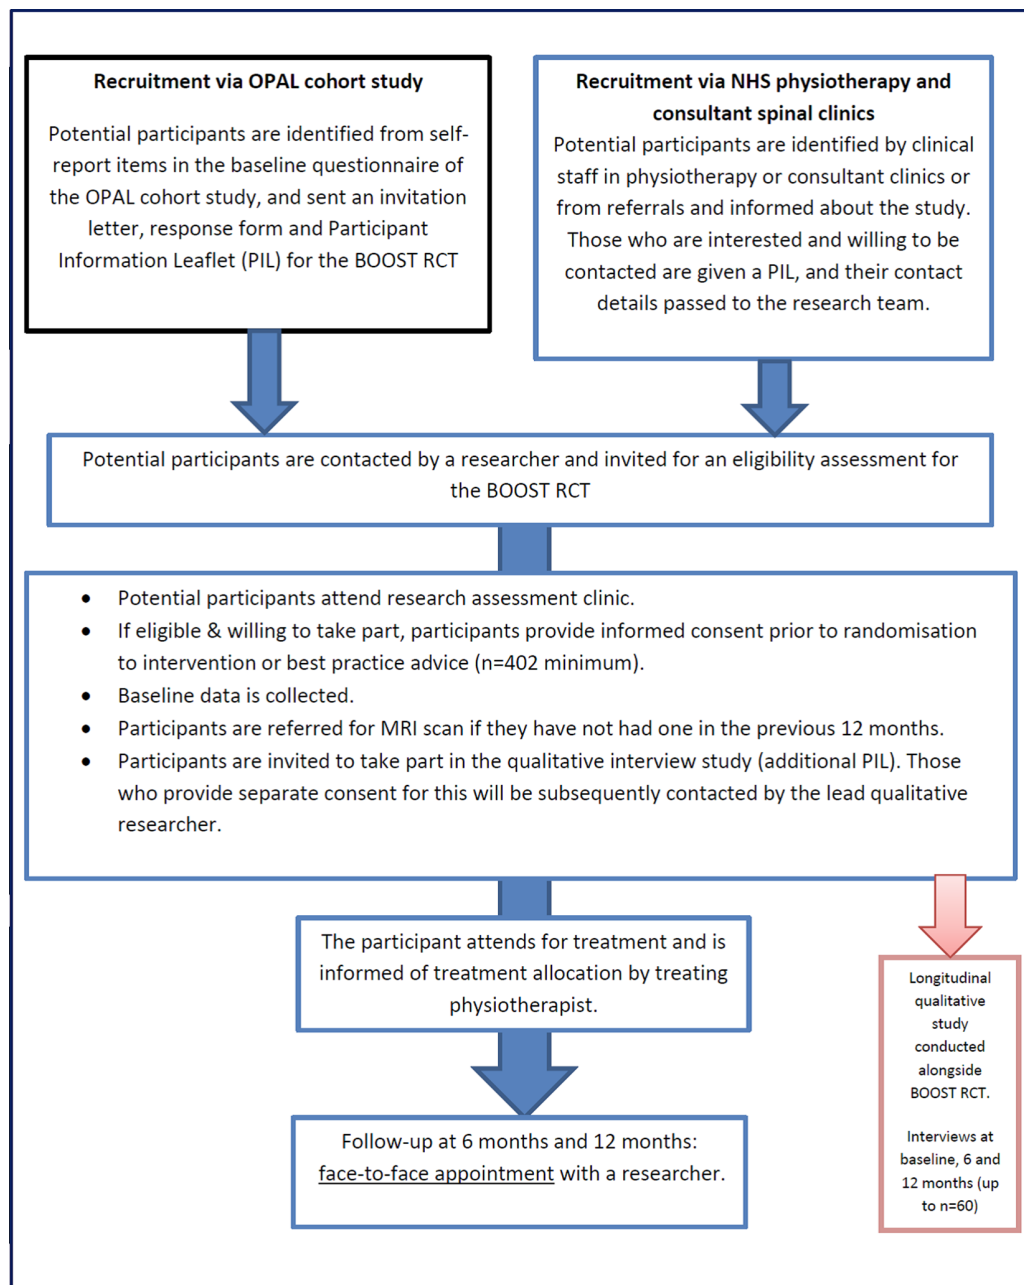 Recruitment via OPAL cohort study
Potential participants are identified from self-
report items in the baseline questionnaire of
the OPAL cohort study, and sent an invitation
letter, response form and Participant
Information Leaflet (PIL) for the BOOST RCT
Recruitment via NHS physiotherapy and
consultant spinal clinics
Potential participants are identified by clinical
staff in physiotherapy or consultant clinics or
from referrals and informed about the study.
Those who are interested and willing to be
contacted are given a PIL, and their contact
details passed to the research team.
Potential participants are contacted by a researcher and invited for an eligibility assessment for
the BOOST RCT
• Potential participants attend research assessment clinic.
• If eligible & willing to take part, participants provide informed consent prior to randomisation
to intervention or best practice advice (n=402 minimum).
• Baseline data is collected.
• Participants are referred for MRI scan if they have not had one in the previous 12 months.
• Participants are invited to take part in the qualitative interview study (additional PIL). Those
who provide separate consent for this will be subsequently contacted by the lead qualitative
researcher.
The participant attends for treatment and is
informed of treatment allocation by treating
physiotherapist.
Follow-up at 6 months and 12 months:
face-to-face appointment with a researcher.
Longitudinal
qualitative
study
conducted
alongside
BOOST RCT.
Interviews at
baseline, 6 and
12 months (up
to n=60)